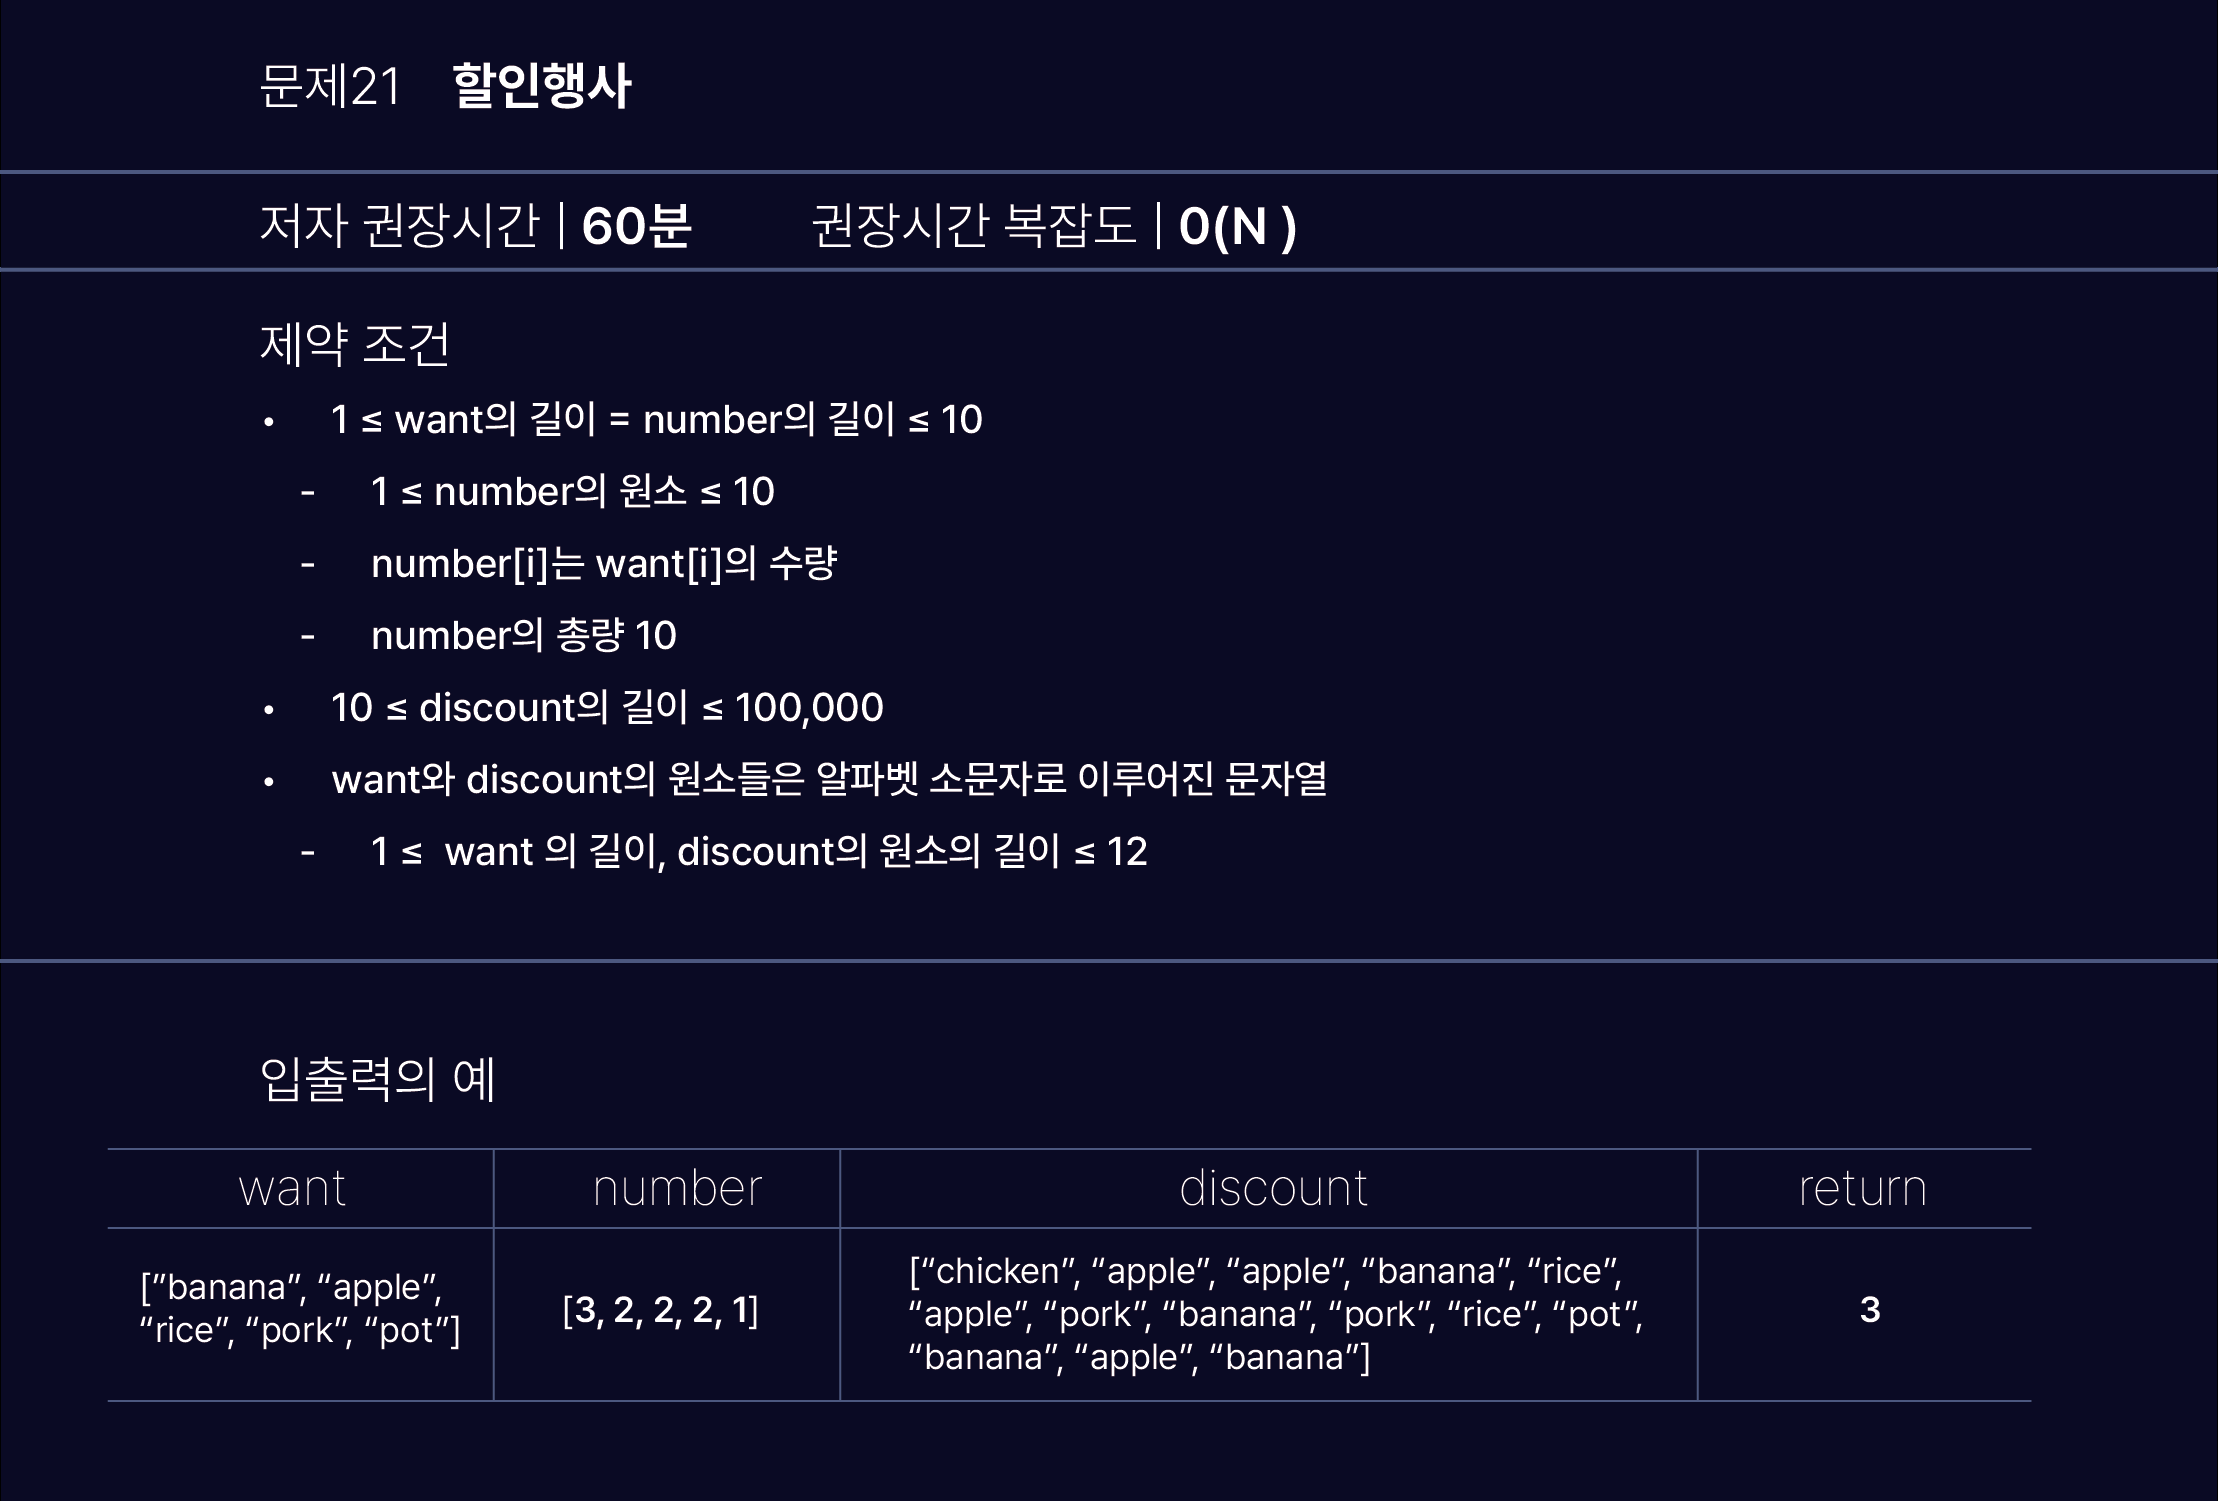 문제21 할인행사
저자 권장시간 | 60분 권장시간 복잡도 | 0(N )
제약 조건
• 1 ≤ want의 길이 = number의 길이 ≤ 10
- 1 ≤ number의 원소 ≤ 10
- number[i]는 want[i]의 수량
- number의 총량 10
• 10 ≤ discount의 길이 ≤ 100,000
• want와 discount의 원소들은 알파벳 소문자로 이루어진 문자열
- 1 ≤ want 의 길이, discount의 원소의 길이 ≤ 12
입출력의 예
want number discount return
[”banana”, “apple”,
“rice”, “pork”, “pot”]
[3, 2, 2, 2, 1]
[“chicken”, “apple”, “apple”, “banana”, “rice”,
“apple”, “pork”, “banana”, “pork”, “rice”, “pot”,
“banana”, “apple”, “banana”]
3